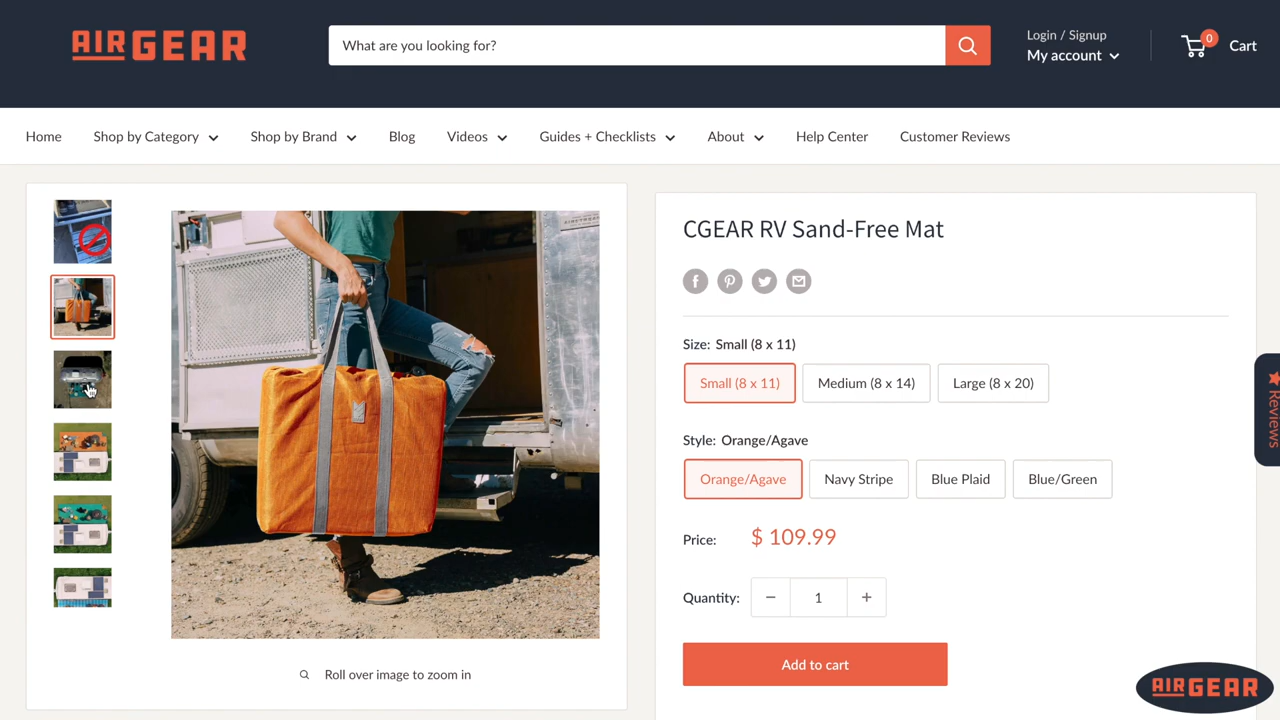 AIRGEAR
What are you looking for?
Login / Signup
My account
0
Cart
Home
Shop by Category
Shop by Brand
Blog
Videos
Guides + Checklists
About
Help Center
Customer Reviews
CGEAR RV Sand-Free Mat
Size: Small (8 x 11)
Small (8 x 11)
Medium (8 x 14)
Large (8 x 20)
Style: Orange/Agave
Orange/Agave
Navy Stripe
Blue Plaid
Blue/Green
Price: $ 109.99
Quantity: − 1 +
Add to cart
Roll over image to zoom in
Reviews
AIRGEAR